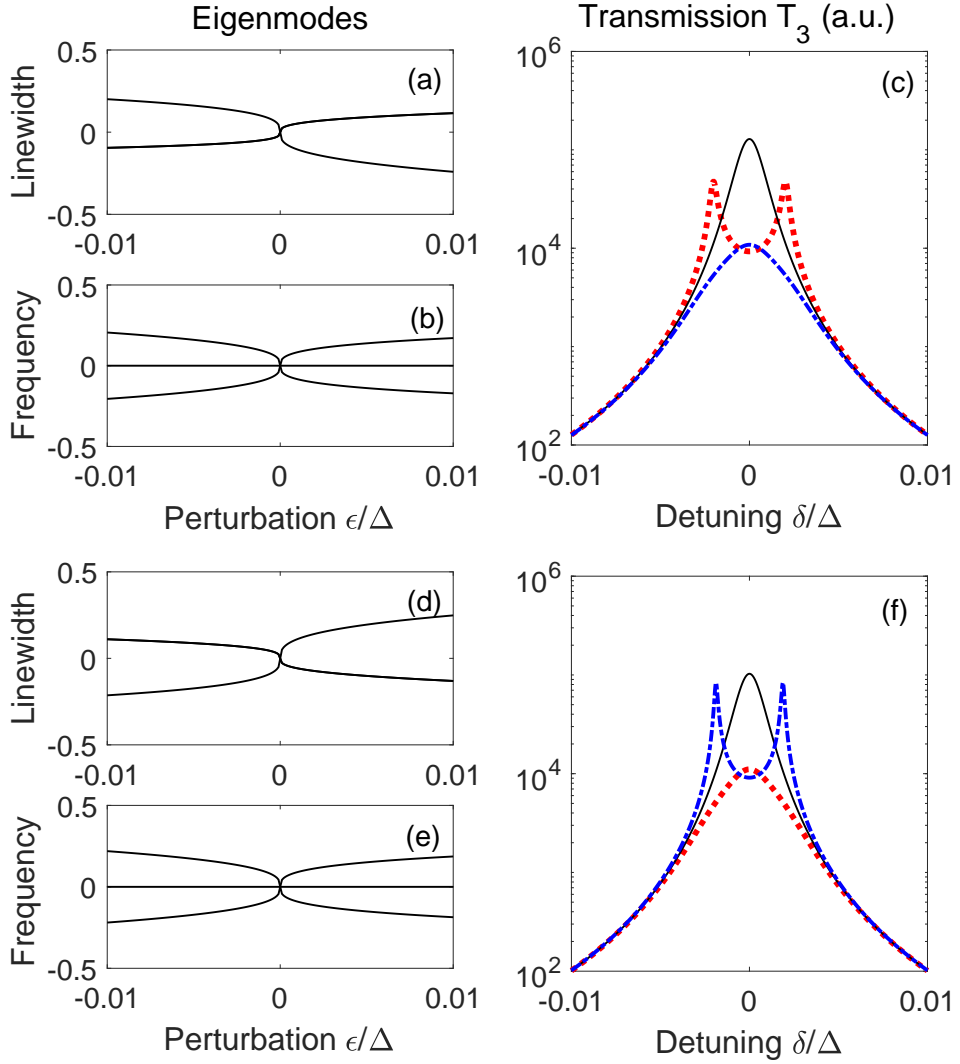 Eigenmodes
Transmission T_3 (a.u.)
Linewidth
0.5
0
-0.5
(a)
-0.01 0 0.01
Frequency
0.5
0
-0.5
(b)
-0.01 0 0.01
Perturbation ϵ/Δ
10^6
10^4
10^2
(c)
-0.01 0 0.01
Detuning δ/Δ
Linewidth
0.5
0
-0.5
(d)
-0.01 0 0.01
Frequency
0.5
0
-0.5
(e)
-0.01 0 0.01
Perturbation ϵ/Δ
10^6
10^4
10^2
(f)
-0.01 0 0.01
Detuning δ/Δ